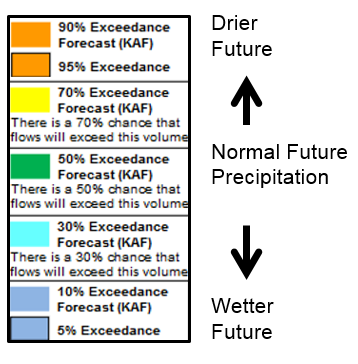 90% Exceedance
Forecast (KAF)
95% Exceedance
70% Exceedance
Forecast (KAF)
There is a 70% chance that
flows will exceed this volume
50% Exceedance
Forecast (KAF)
There is a 50% chance that
flows will exceed this volume
30% Exceedance
Forecast (KAF)
There is a 30% chance that
flows will exceed this volume
10% Exceedance
Forecast (KAF)
5% Exceedance
Drier
Future
Normal Future
Precipitation
Wetter
Future